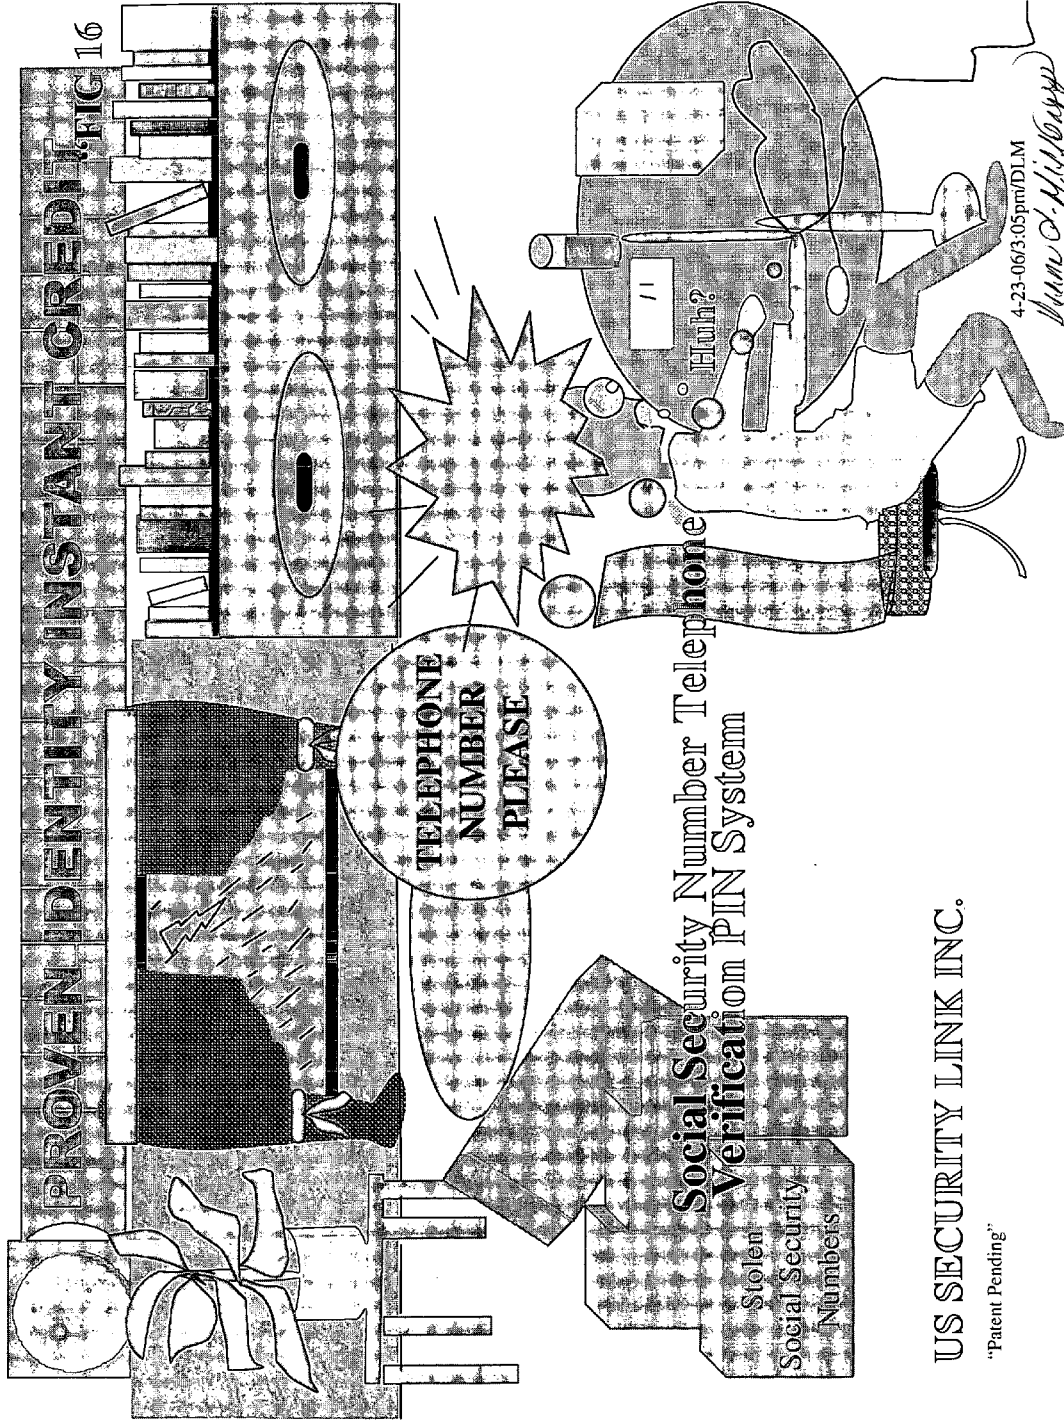 PROVEN IDENTITY INSTANT CREDIT
"FIG 16
TELEPHONE
NUMBER
PLEASE
Huh?
Social Security Number Telephone
Verification PIN System
Stolen
Social Security
Numbers
US SECURITY LINK INC.
"Patent Pending"
4-23-06/3:05pm/DLM